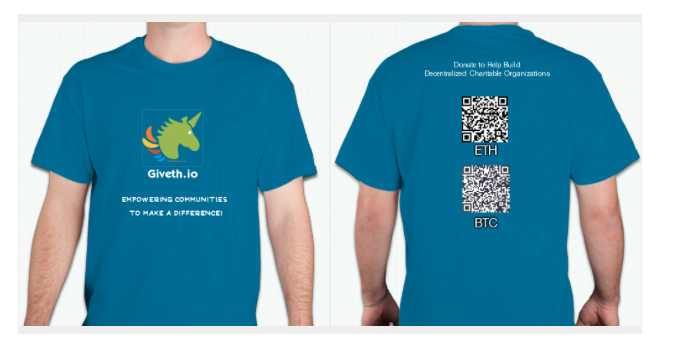 Giveth.io
EMPOWERING COMMUNITIES
TO MAKE A DIFFERENCE!
Donate to Help Build
Decentralized Charitable Organizations
ETH
BTC